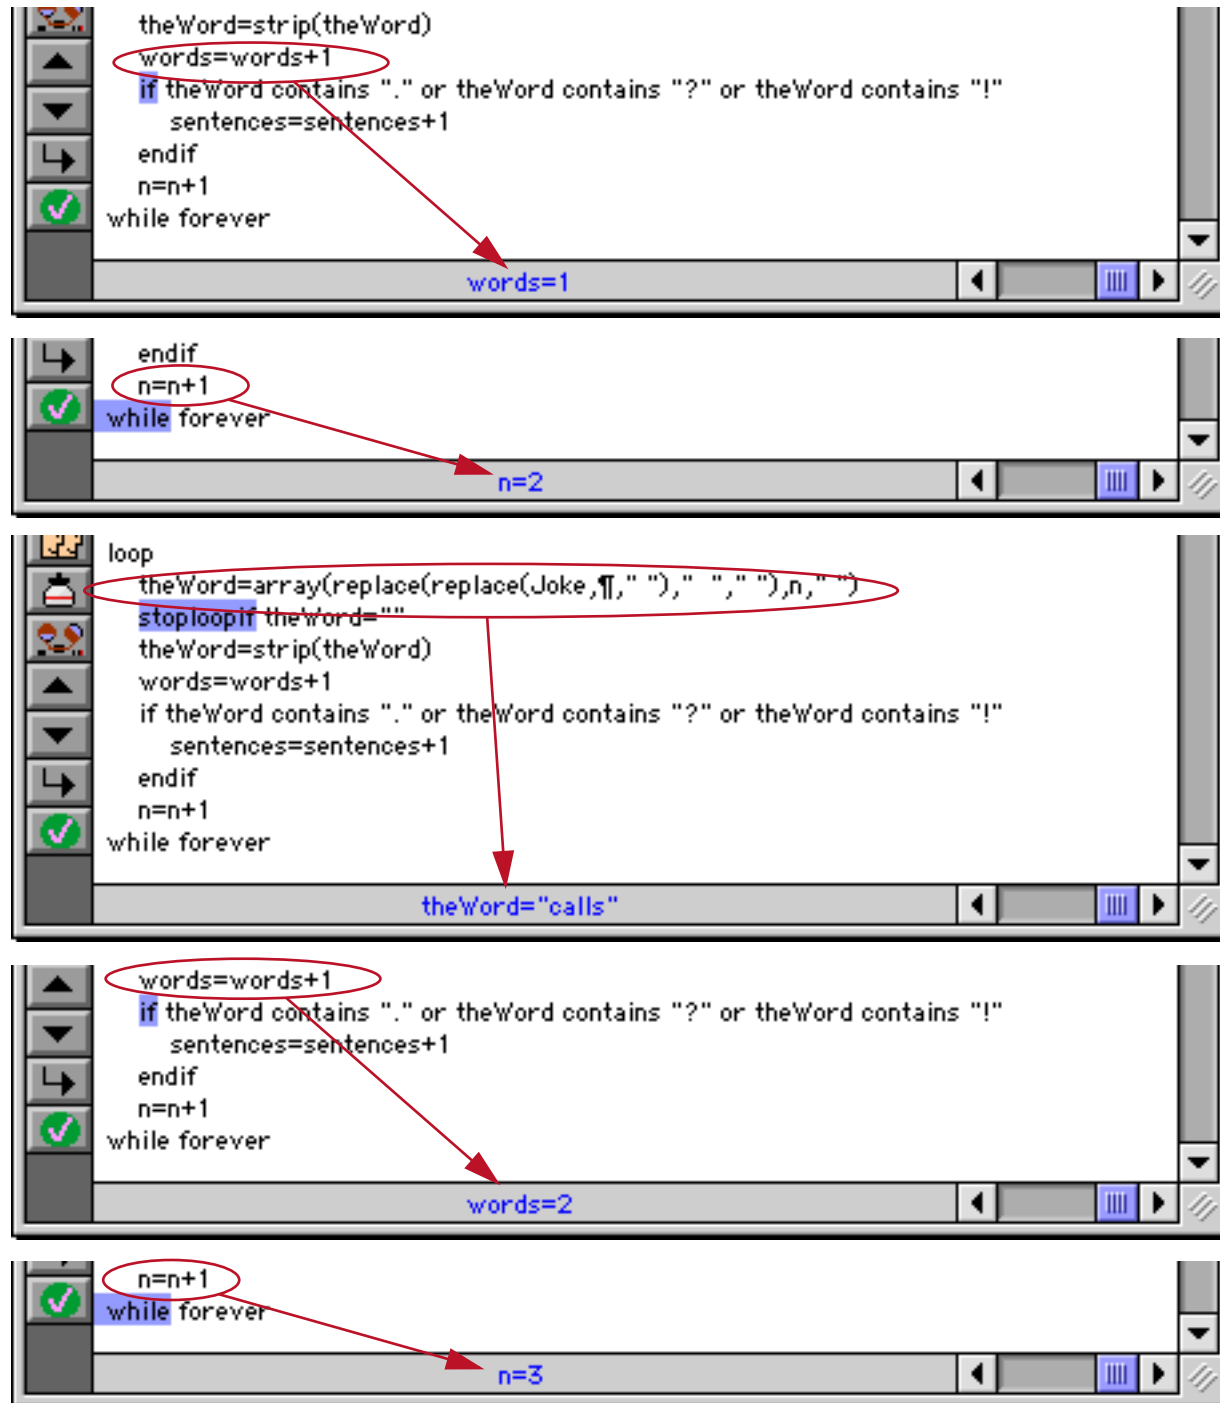 theWord=strip(theWord)
words=words+1
if theWord contains "." or theWord contains "?" or theWord contains "!"
sentences=sentences+1
endif
n=n+1
while forever
words=1
endif
n=n+1
while forever
n=2
loop
theWord=array(replace(replace(Joke,¶," "),"  "," "),n," ")
stoploopif theWord=""
theWord=strip(theWord)
words=words+1
if theWord contains "." or theWord contains "?" or theWord contains "!"
sentences=sentences+1
endif
n=n+1
while forever
theWord="calls"
words=words+1
if theWord contains "." or theWord contains "?" or theWord contains "!"
sentences=sentences+1
endif
n=n+1
while forever
words=2
n=n+1
while forever
n=3